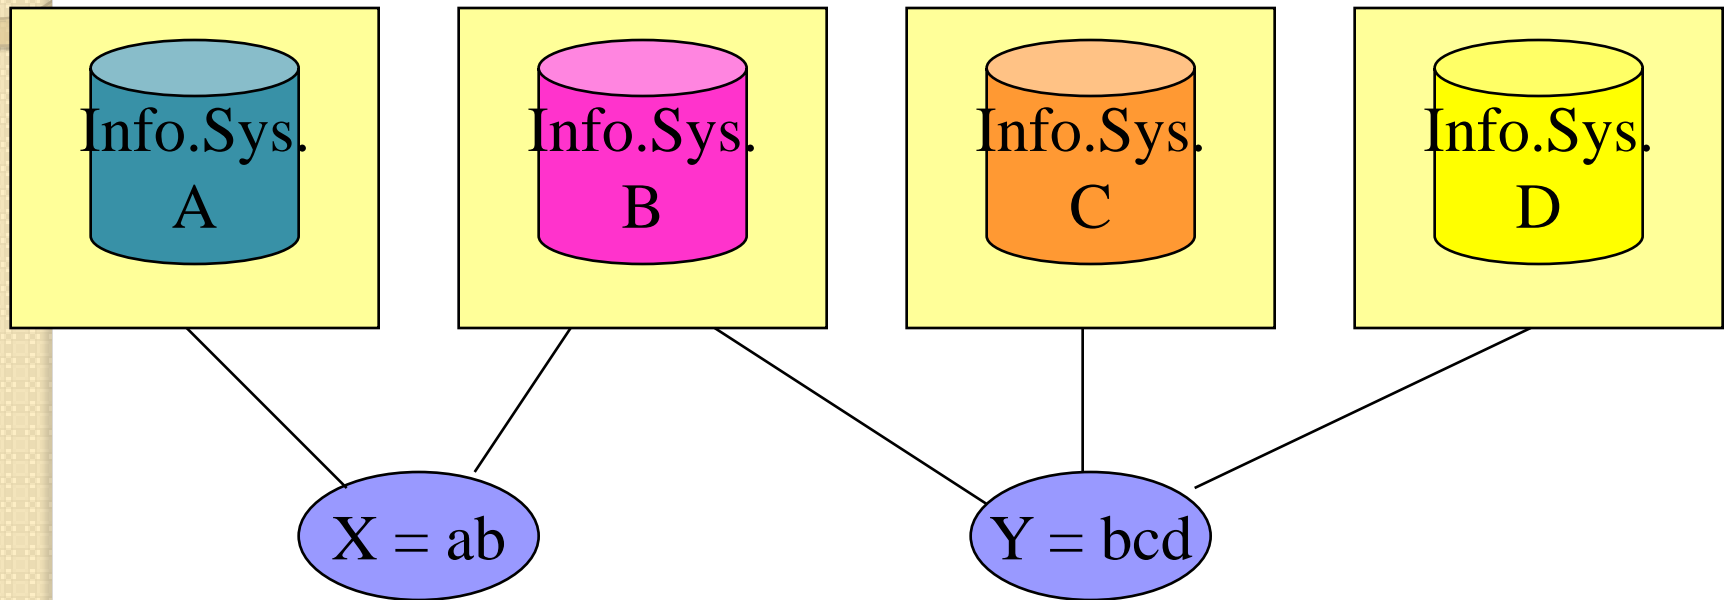 Info.Sys.
A
Info.Sys.
B
Info.Sys.
C
Info.Sys.
D
X = ab
Y = bcd